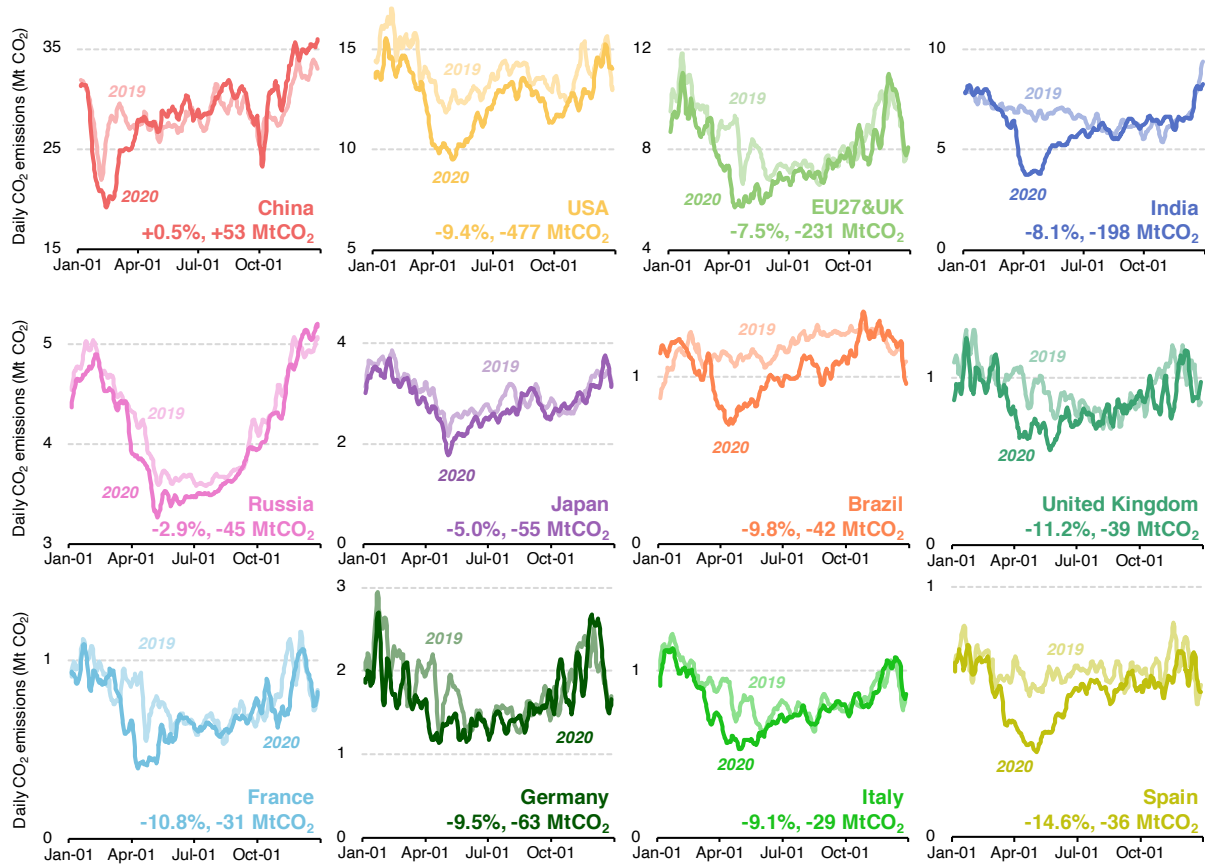 Daily CO₂ emissions (Mt CO₂)
35
25
15
2019
2020
China
+0.5%, +53 MtCO₂
Jan-01 Apr-01 Jul-01 Oct-01
15
10
5
2019
2020
USA
-9.4%, -477 MtCO₂
Jan-01 Apr-01 Jul-01 Oct-01
12
8
4
2019
2020
EU27&UK
-7.5%, -231 MtCO₂
Jan-01 Apr-01 Jul-01 Oct-01
10
5
0
2019
2020
India
-8.1%, -198 MtCO₂
Jan-01 Apr-01 Jul-01 Oct-01
Daily CO₂ emissions (Mt CO₂)
5
4
3
2019
2020
Russia
-2.9%, -45 MtCO₂
Jan-01 Apr-01 Jul-01 Oct-01
4
2
0
2019
2020
Japan
-5.0%, -55 MtCO₂
Jan-01 Apr-01 Jul-01 Oct-01
1
0
2019
2020
Brazil
-9.8%, -42 MtCO₂
Jan-01 Apr-01 Jul-01 Oct-01
1
0
2019
2020
United Kingdom
-11.2%, -39 MtCO₂
Jan-01 Apr-01 Jul-01 Oct-01
Daily CO₂ emissions (Mt CO₂)
1
0
2019
2020
France
-10.8%, -31 MtCO₂
Jan-01 Apr-01 Jul-01 Oct-01
3
2
1
0
2019
2020
Germany
-9.5%, -63 MtCO₂
Jan-01 Apr-01 Jul-01 Oct-01
1
0
2019
2020
Italy
-9.1%, -29 MtCO₂
Jan-01 Apr-01 Jul-01 Oct-01
1
0
2019
2020
Spain
-14.6%, -36 MtCO₂
Jan-01 Apr-01 Jul-01 Oct-01